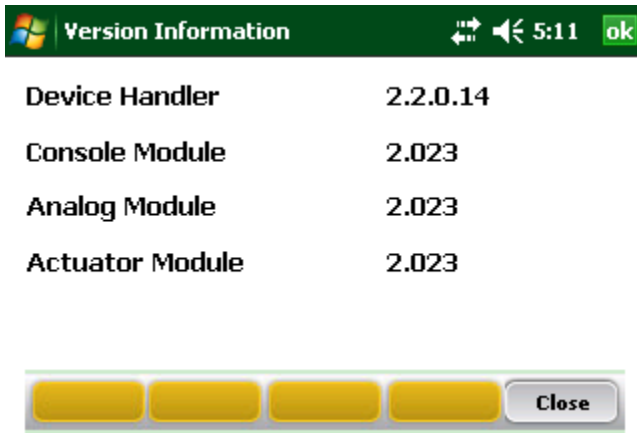 Version Information 5:11 ok
Device Handler 2.2.0.14
Console Module 2.023
Analog Module 2.023
Actuator Module 2.023
Close